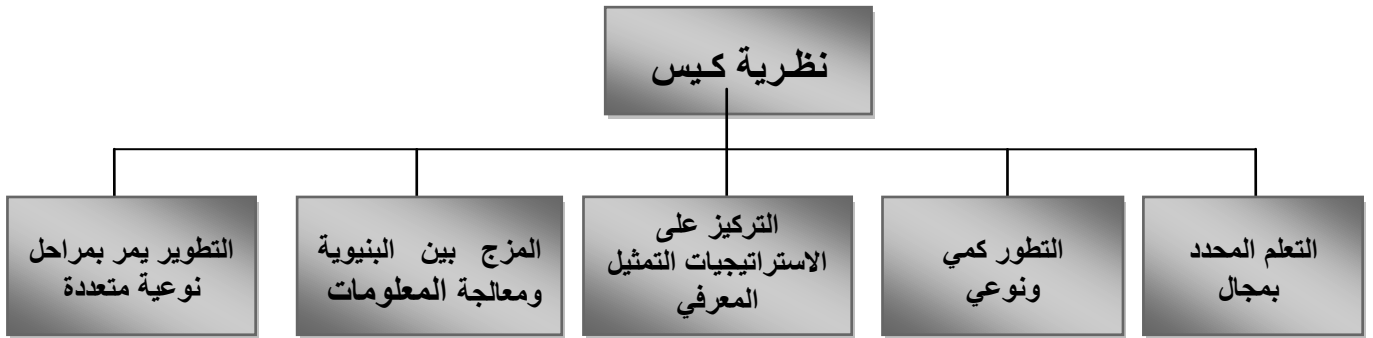 نظرية كيس
التعلم المحدد
بمجال
التطور كمي
ونوعي
التركيز على
الاستراتيجيات التمثيل
المعرفي
المزج بين البنيوية
ومعالجة المعلومات
التطوير يمر بمراحل
نوعية متعددة